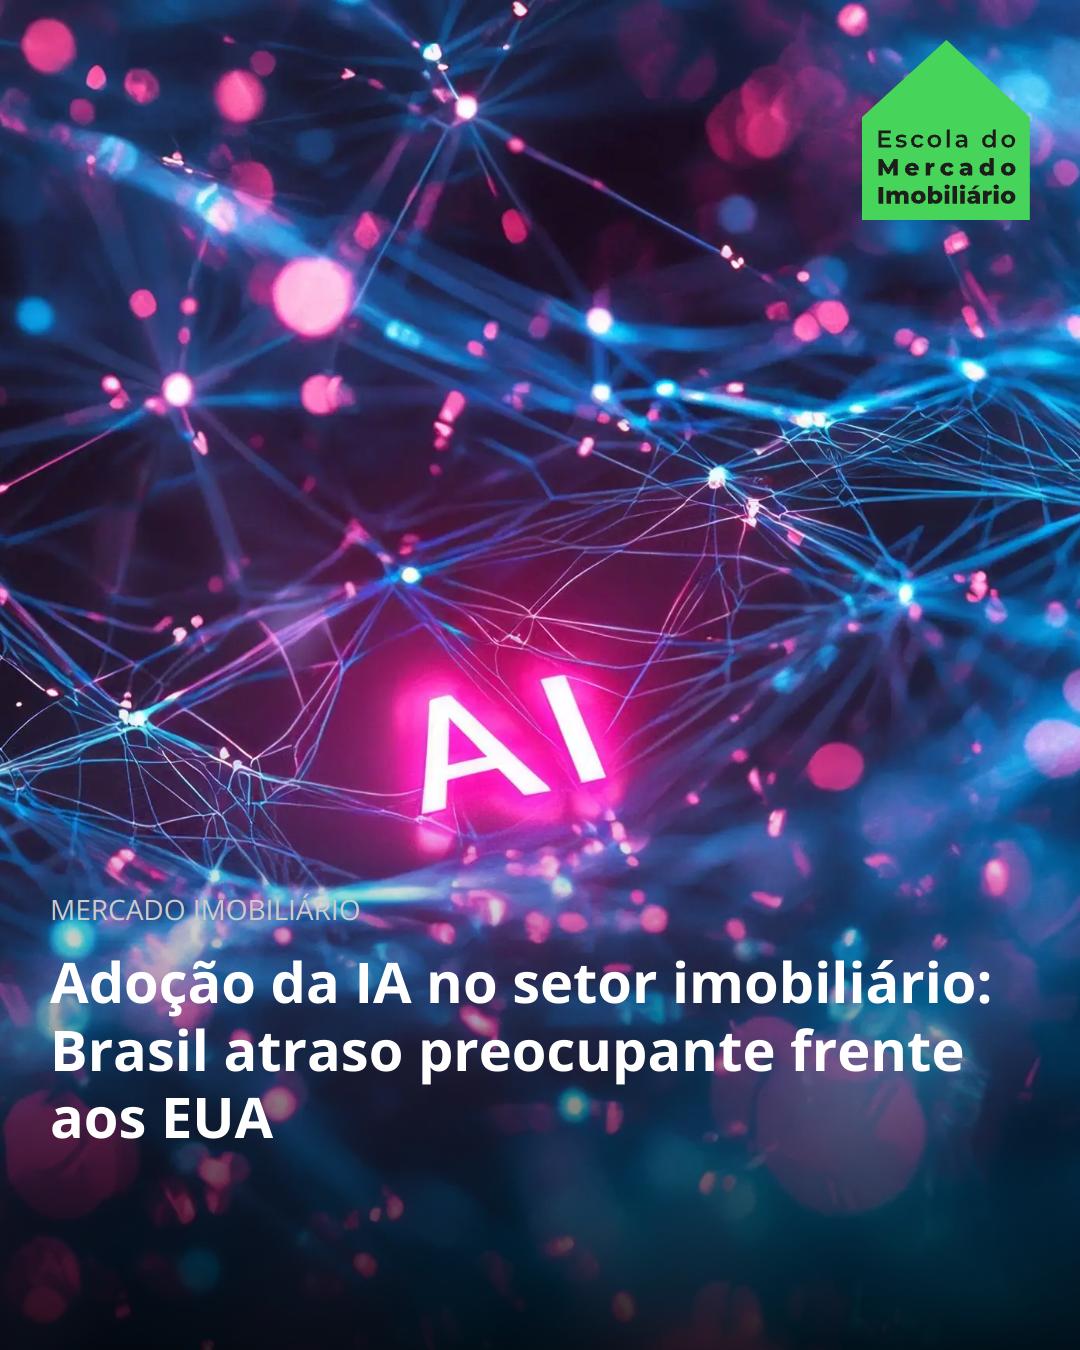 Escola do
Mercado
Imobiliário
AI
MERCADO IMOBILIÁRIO
Adoção da IA no setor imobiliário:
Brasil atraso preocupante frente
aos EUA